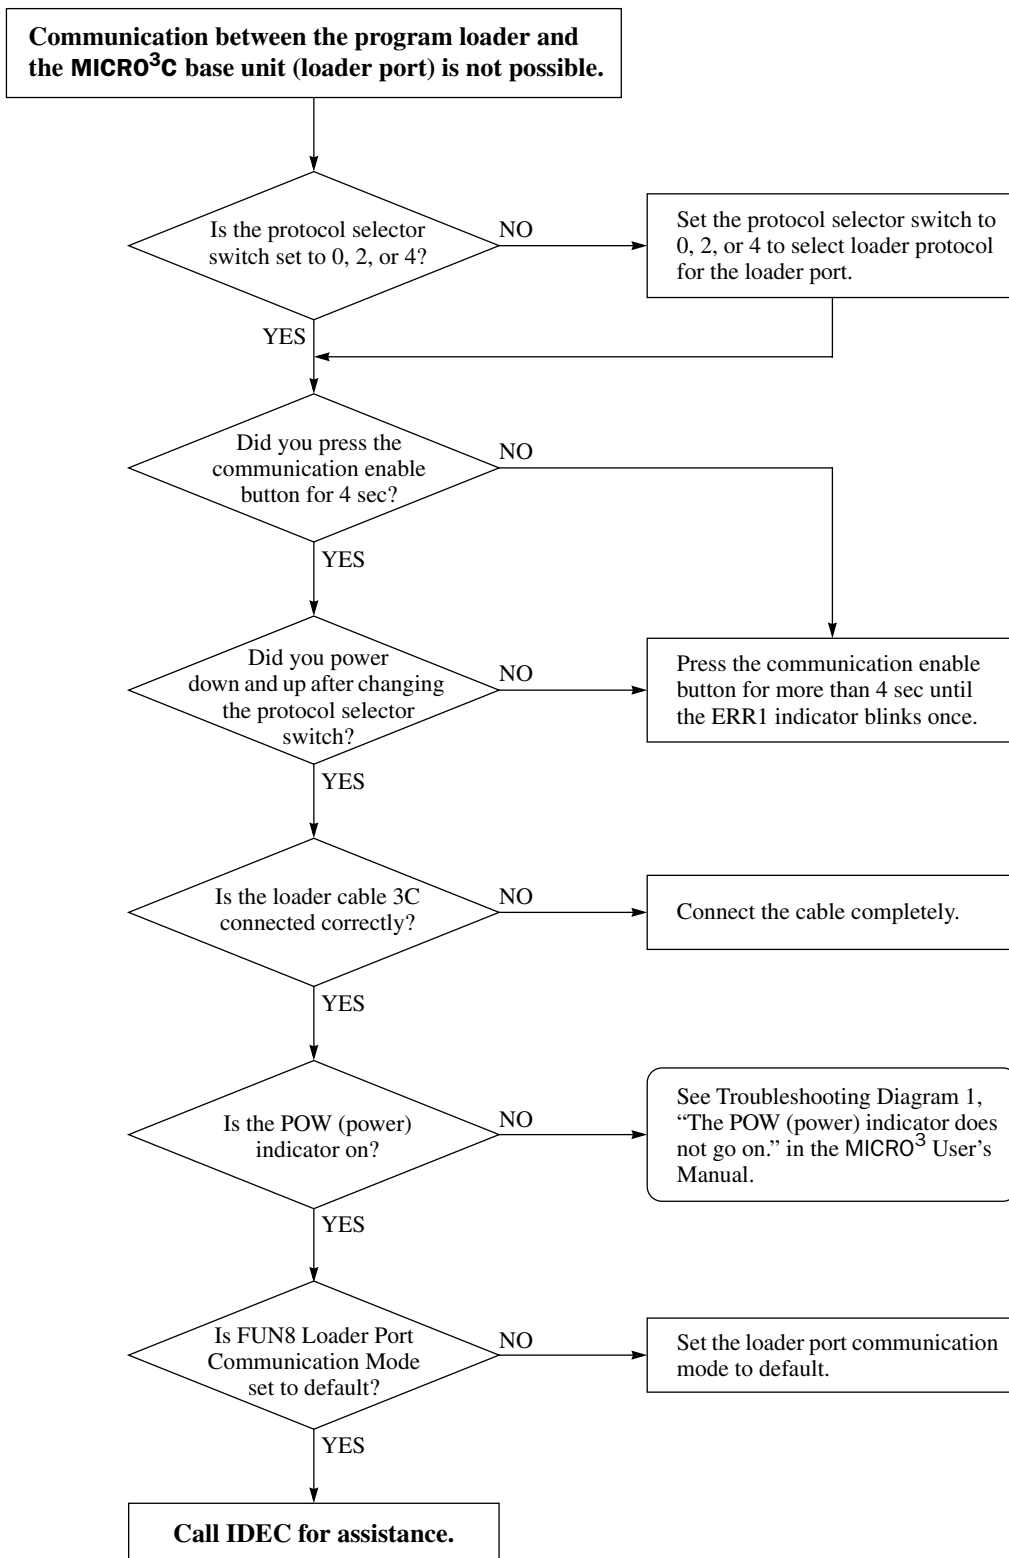 Communication between the program loader and
the MICRO³C base unit (loader port) is not possible.
Is the protocol selector
switch set to 0, 2, or 4?
NO
Set the protocol selector switch to
0, 2, or 4 to select loader protocol
for the loader port.
YES
Did you press the
communication enable
button for 4 sec?
NO
YES
Did you power
down and up after changing
the protocol selector
switch?
NO
Press the communication enable
button for more than 4 sec until
the ERR1 indicator blinks once.
YES
Is the loader cable 3C
connected correctly?
NO
Connect the cable completely.
YES
Is the POW (power)
indicator on?
NO
See Troubleshooting Diagram 1,
“The POW (power) indicator does
not go on.” in the MICRO³ User’s
Manual.
YES
Is FUN8 Loader Port
Communication Mode
set to default?
NO
Set the loader port communication
mode to default.
YES
Call IDEC for assistance.